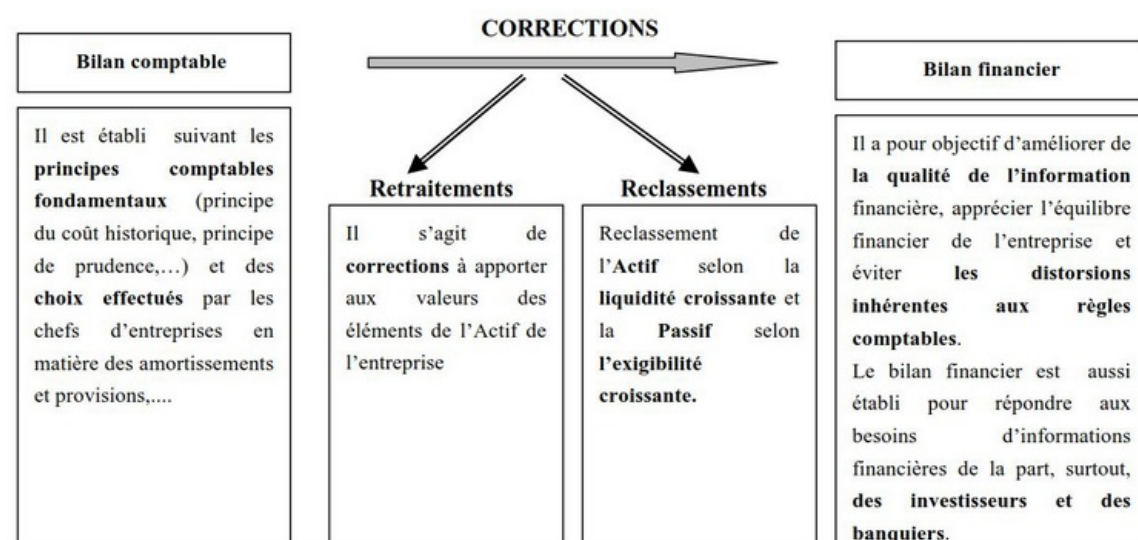 CORRECTIONS
Bilan comptable
Il est établi suivant les
principes comptables
fondamentaux (principe
du coût historique, principe
de prudence,…) et des
choix effectués par les
chefs d’entreprises en
matière des amortissements
et provisions,....
Retraitements
Il s’agit de
corrections à apporter
aux valeurs des
éléments de l’Actif de
l’entreprise
Reclassements
Reclassement de
l’Actif selon la
liquidité croissante et
la Passif selon
l’exigibilité
croissante.
Bilan financier
Il a pour objectif d’améliorer de
la qualité de l’information
financière, apprécier l’équilibre
financier de l’entreprise et
éviter les distorsions
inhérentes aux règles
comptables.
Le bilan financier est aussi
établi pour répondre aux
besoins d’informations
financières de la part, surtout,
des investisseurs et des
banquiers.